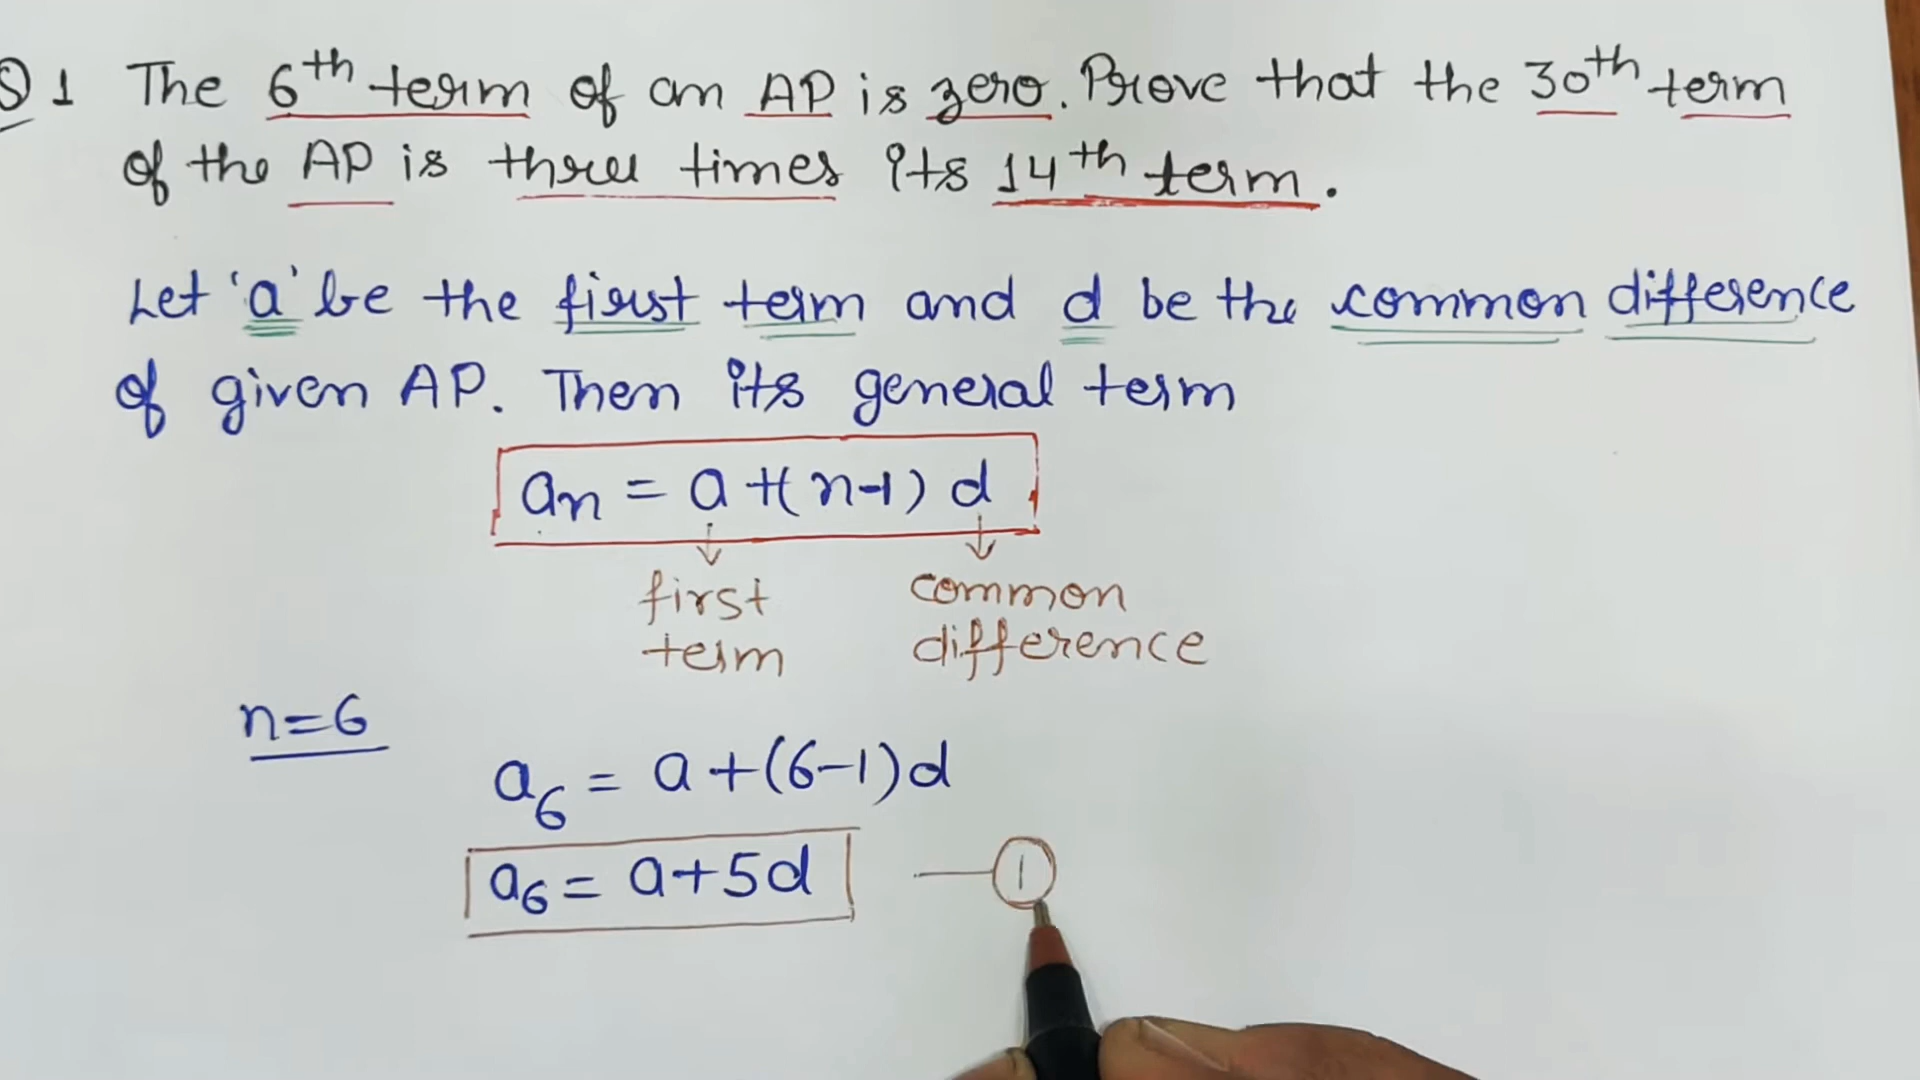 Q1 The 6th term of an AP is zero. Prove that the 30th term
of the AP is three times its 14th term.
Let 'a' be the first term and d be the common difference
of given AP. Then its general term
an = a+(n-1) d
first common
term difference
n=6
a6 = a+(6-1)d
a6 = a+5d 1